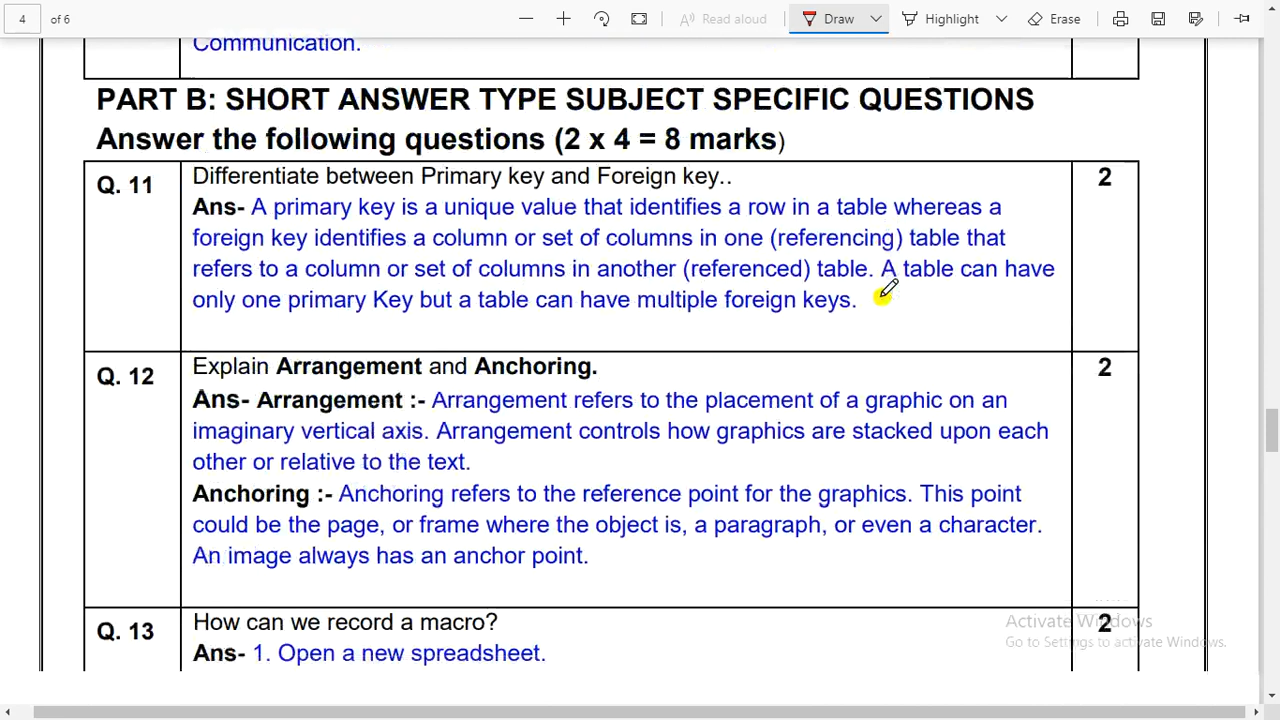 4 of 6 Read aloud Draw Highlight Erase
Communication.
PART B: SHORT ANSWER TYPE SUBJECT SPECIFIC QUESTIONS
Answer the following questions (2 x 4 = 8 marks)
Q. 11 Differentiate between Primary key and Foreign key.. 2
Ans- A primary key is a unique value that identifies a row in a table whereas a
foreign key identifies a column or set of columns in one (referencing) table that
refers to a column or set of columns in another (referenced) table. A table can have
only one primary Key but a table can have multiple foreign keys.
Q. 12 Explain Arrangement and Anchoring. 2
Ans- Arrangement :- Arrangement refers to the placement of a graphic on an
imaginary vertical axis. Arrangement controls how graphics are stacked upon each
other or relative to the text.
Anchoring :- Anchoring refers to the reference point for the graphics. This point
could be the page, or frame where the object is, a paragraph, or even a character.
An image always has an anchor point.
Q. 13 How can we record a macro? 2
Ans- 1. Open a new spreadsheet.
Activate Windows
Go to Settings to activate Windows.